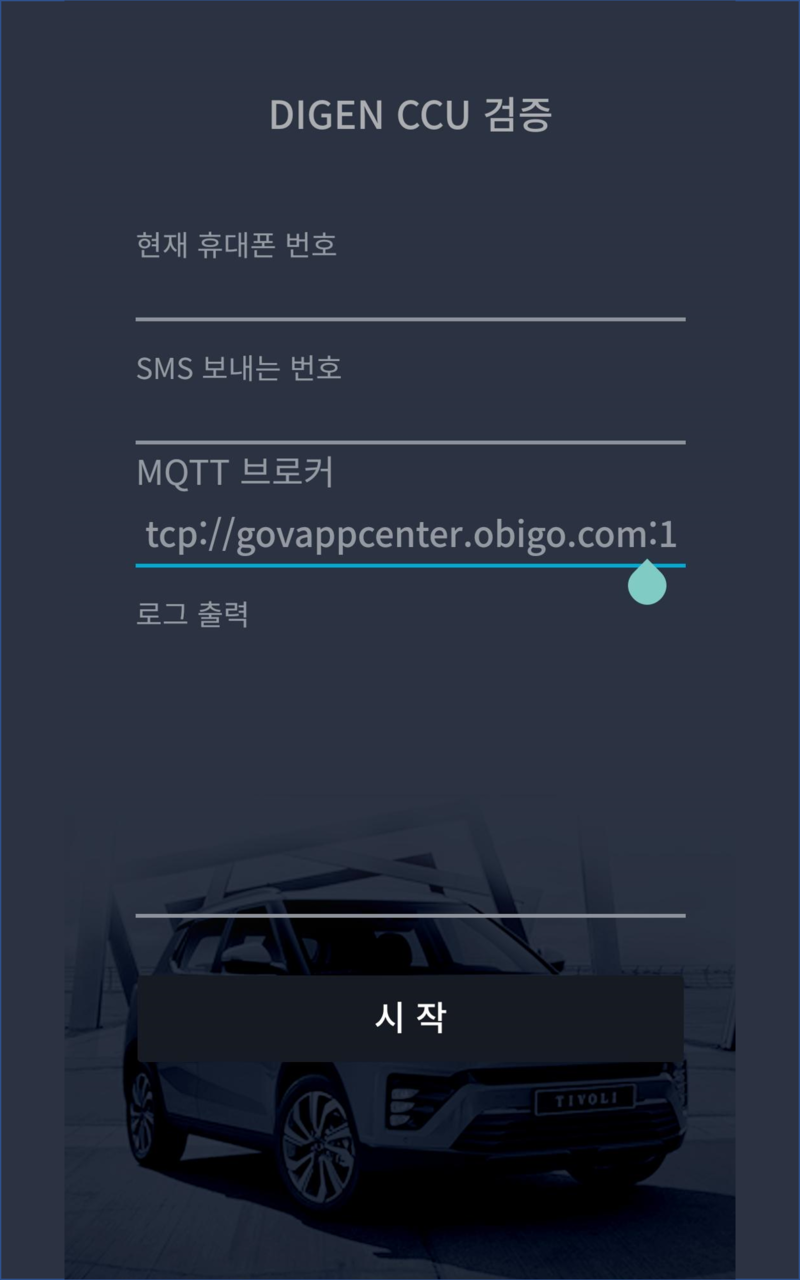 DIGEN CCU 검증
현재 휴대폰 번호
SMS 보내는 번호
MQTT 브로커
tcp://govappcenter.obigo.com:1
로그 출력
시 작
TIVOLI